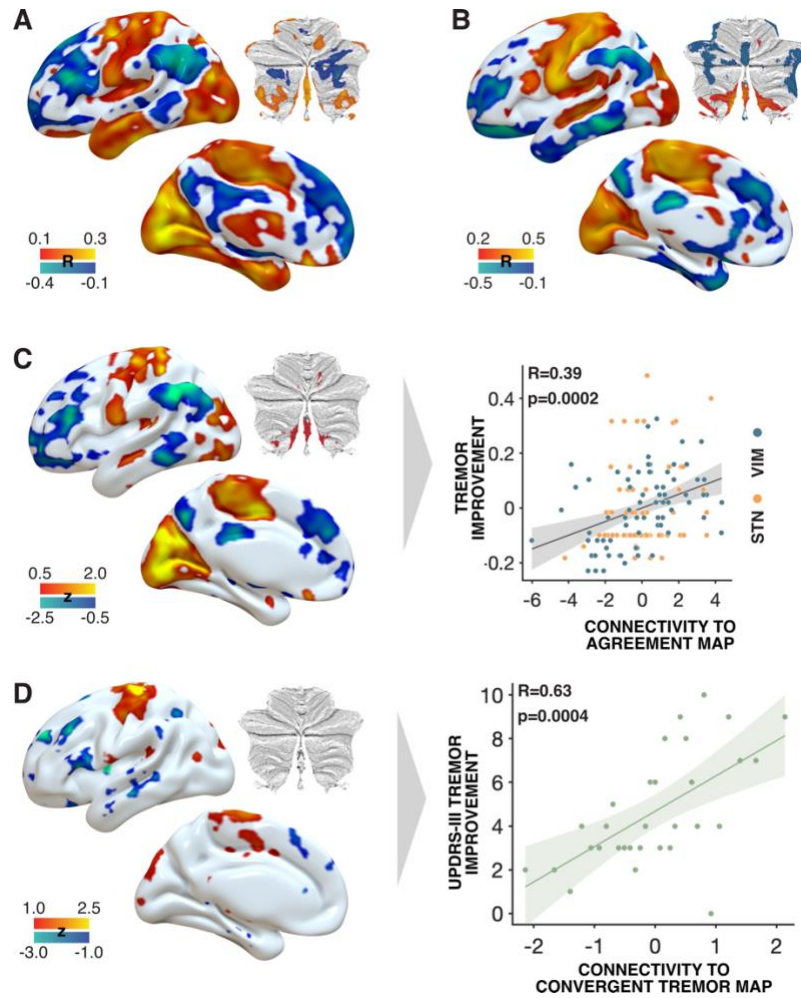 A
B
0.1 0.3
R
-0.4 -0.1
0.2 0.5
R
-0.5 -0.1
C
0.5 2.0
z
-2.5 -0.5
R=0.39
p=0.0002
TREMOR
IMPROVEMENT
0.4
0.2
0
-0.2
-6 -4 -2 0 2 4
CONNECTIVITY TO
AGREEMENT MAP
STN VIM
D
1.0 2.5
z
-3.0 -1.0
R=0.63
p=0.0004
UPDRS-III TREMOR
IMPROVEMENT
10
8
6
4
2
0
-2 -1 0 1 2
CONNECTIVITY TO
CONVERGENT TREMOR MAP